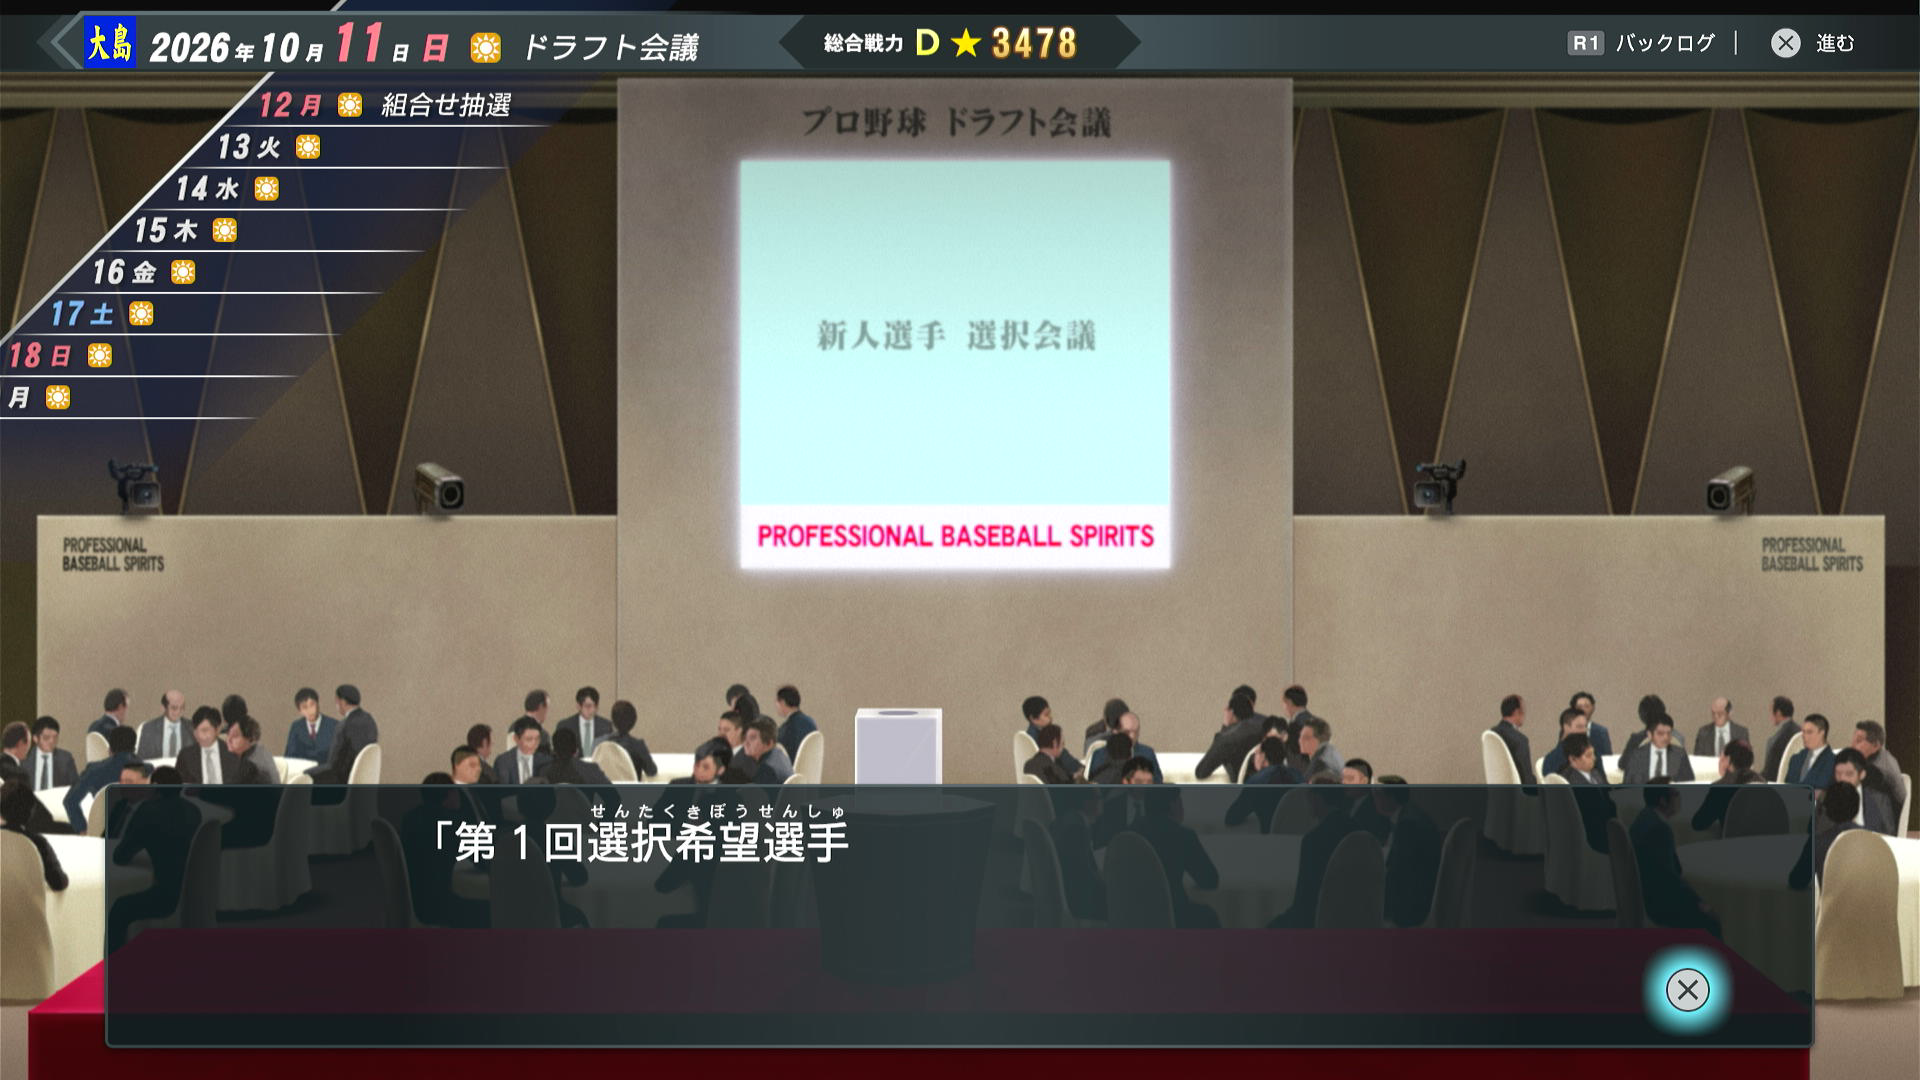 大島 2026年10月11日 日 ドラフト会議
総合戦力 D ★ 3478
R1 バックログ | ✕ 進む
12 月 組合せ抽選
13 火
14 水
15 木
16 金
17 土
18 日
月
プロ野球 ドラフト会議
新人選手 選択会議
PROFESSIONAL BASEBALL SPIRITS
PROFESSIONAL
BASEBALL SPIRITS
PROFESSIONAL
BASEBALL SPIRITS
せんたくきぼうせんしゅ
「第1回選択希望選手